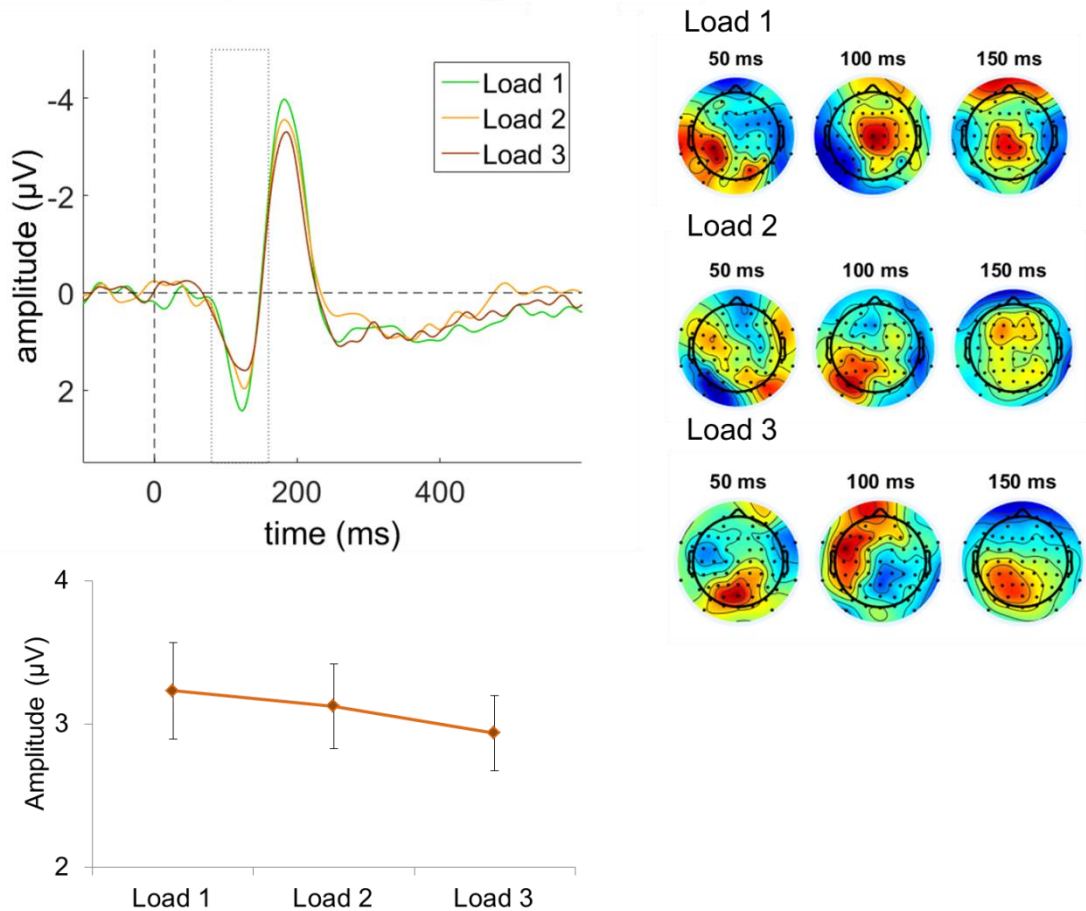 -4
-2
0
2
amplitude (µV)
0
200
400
time (ms)
Load 1
Load 2
Load 3
4
3
2
Amplitude (µV)
Load 1
Load 2
Load 3
Load 1
50 ms
100 ms
150 ms
Load 2
50 ms
100 ms
150 ms
Load 3
50 ms
100 ms
150 ms